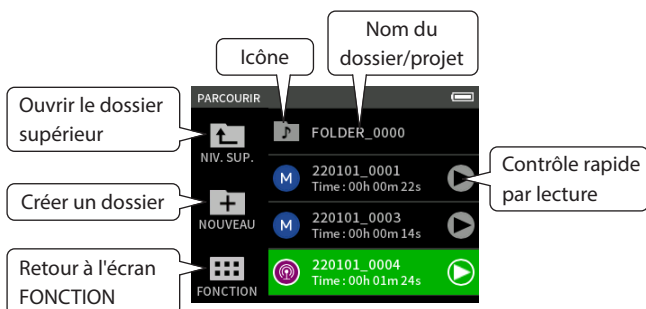 Nom du
dossier/projet
Icône
Ouvrir le dossier
supérieur
PARCOURIR
FOLDER_0000
NIV. SUP.
M
220101_0001
Time : 00h 00m 22s
Contrôle rapide
par lecture
Créer un dossier
NOUVEAU
M
220101_0003
Time : 00h 00m 14s
Retour à l'écran
FONCTION
FONCTION
220101_0004
Time : 00h 01m 24s